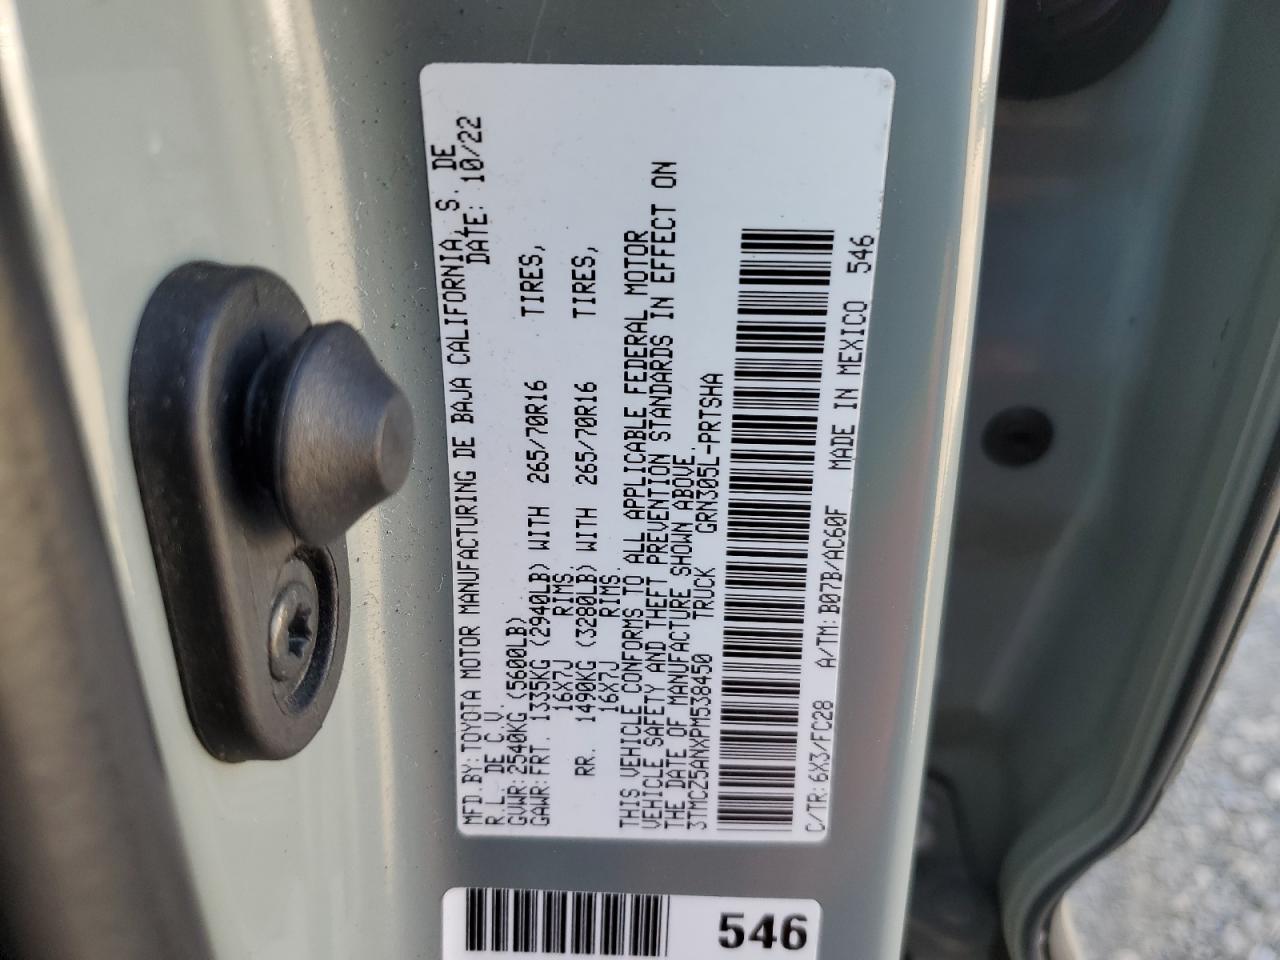 MFD.BY:TOYOTA MOTOR MANUFACTURING DE BAJA CALIFORNIA, S. DE
R.L. DE C.V. DATE: 10/22
GVWR:2540KG (5600LB)
GAWR:FRT. 1335KG (2940LB) WITH 265/70R16 TIRES,
16X7J RIMS.
RR. 1490KG (3280LB) WITH 265/70R16 TIRES,
16X7J RIMS
THIS VEHICLE CONFORMS TO ALL APPLICABLE FEDERAL MOTOR
VEHICLE SAFETY AND THEFT PREVENTION STANDARDS IN EFFECT ON
THE DATE OF MANUFACTURE SHOWN ABOVE.
3TMCZ5ANXPM538450 TRUCK GRN305L-PRTSHA
C/TR:6X3/FC28 A/TM:B07B/AC60F MADE IN MEXICO 546
546